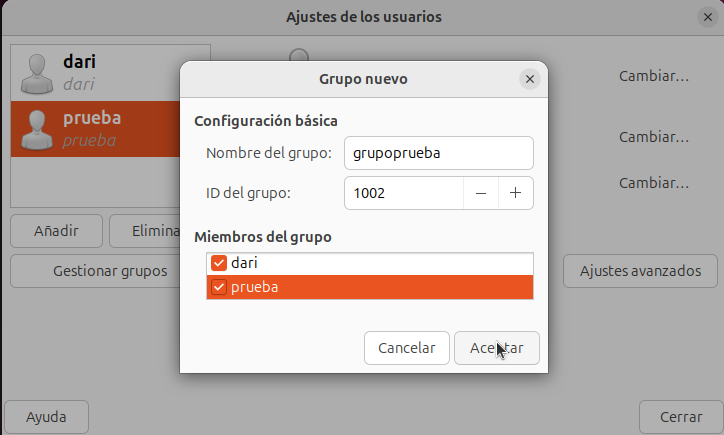 Ajustes de los usuarios
dari
dari
prueba
prueba
Cambiar...
Cambiar...
Cambiar...
Añadir
Elimina
Gestionar grupos
Ajustes avanzados
Grupo nuevo
Configuración básica
Nombre del grupo: grupoprueba
ID del grupo: 1002
Miembros del grupo
dari
prueba
Cancelar
Aceptar
Ayuda
Cerrar